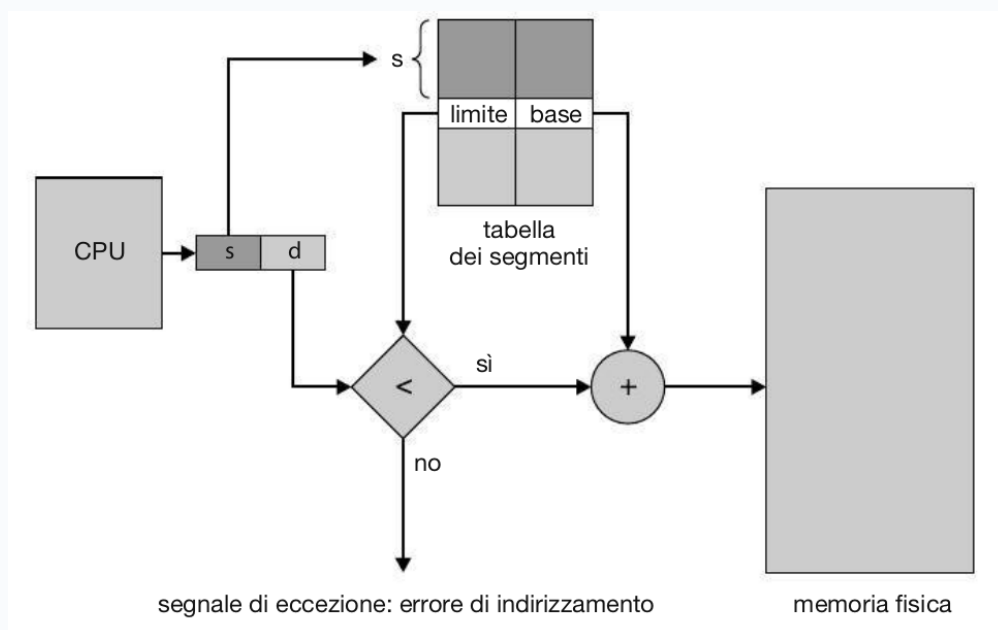 s
limite base
tabella
dei segmenti
CPU
s d
<
sì
+
no
segnale di eccezione: errore di indirizzamento
memoria fisica